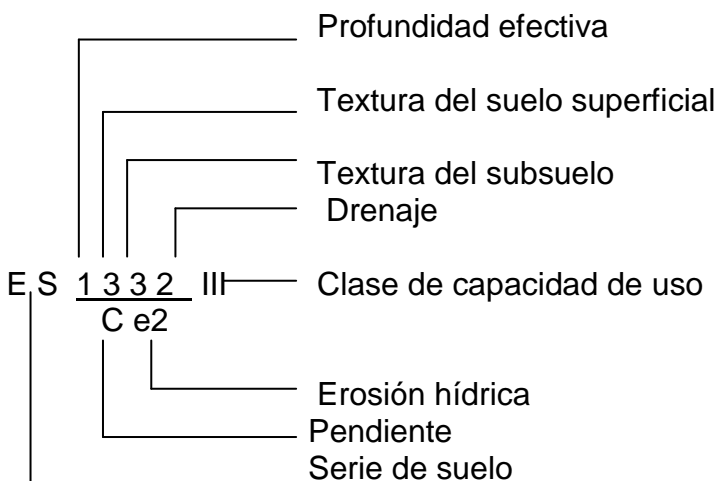 Profundidad efectiva
Textura del suelo superficial
Textura del subsuelo
Drenaje
E S 1 3 3 2 III Clase de capacidad de uso
C e2
Erosión hídrica
Pendiente
Serie de suelo